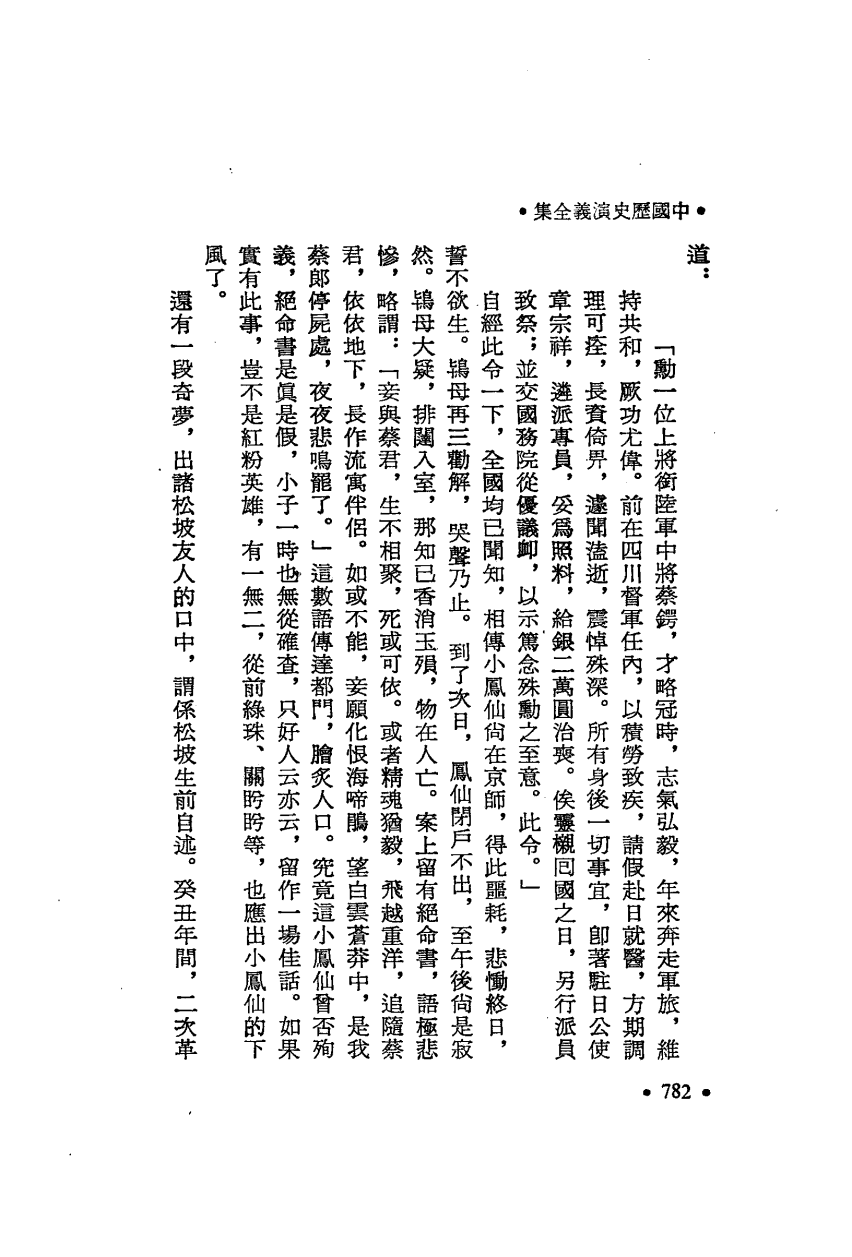 •中國歷史演義全集•
道：
「勳一位上將銜陸軍中將蔡鍔，才略冠時，志氣弘毅，年來奔走軍旅，維
持共和，厥功尤偉。前在四川督軍任內，以積勞致疾，請假赴日就醫，方期調
理可痊，長資倚畀，遽聞溘逝，震悼殊深。所有身後一切事宜，卽著駐日公使
章宗祥，遴派專員，妥爲照料，給銀二萬圓治喪。俟靈櫬回國之日，另行派員
致祭；並交國務院從優議卹，以示篤念殊勳之至意。此令。」
自經此令一下，全國均已聞知，相傳小鳳仙尙在京師，得此噩耗，悲慟終日，
誓不欲生。鴇母再三勸解，哭聲乃止。到了次日，鳳仙閉戶不出，至午後尙是寂
然。鴇母大疑，排闥入室，那知已香消玉殞，物在人亡。案上留有絕命書，語極悲
慘，略謂：「妾與蔡君，生不相聚，死或可依。或者精魂猶毅，飛越重洋，追隨蔡
君，依依地下，長作流寓伴侶。如或不能，妾願化恨海啼鵑，望白雲蒼莽中，是我
蔡郞停屍處，夜夜悲鳴罷了。」這數語傳達都門，膾炙人口。究竟這小鳳仙曾否殉
義，絕命書是眞是假，小子一時也無從確查，只好人云亦云，留作一場佳話。如果
實有此事，豈不是紅粉英雄，有一無二，從前綠珠、關盼盼等，也應出小鳳仙的下
風了。
還有一段奇夢，出諸松坡友人的口中，謂係松坡生前自述。癸丑年間，二次革
•782•